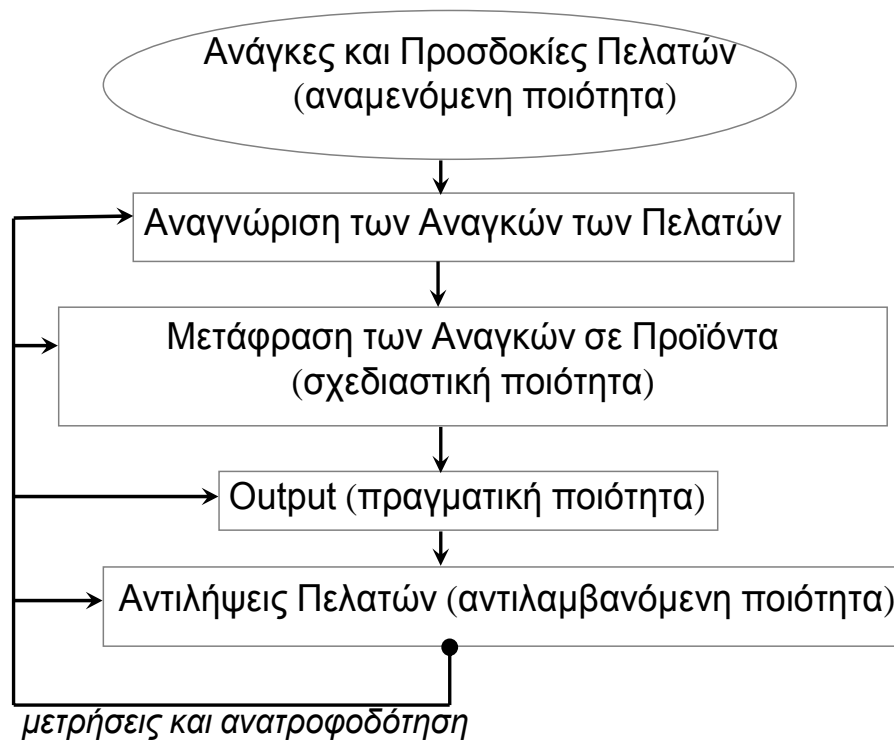 Ανάγκες και Προσδοκίες Πελατών
(αναμενόμενη ποιότητα)
Αναγνώριση των Αναγκών των Πελατών
Μετάφραση των Αναγκών σε Προϊόντα
(σχεδιαστική ποιότητα)
Output (πραγματική ποιότητα)
Αντιλήψεις Πελατών (αντιλαμβανόμενη ποιότητα)
μετρήσεις και ανατροφοδότηση